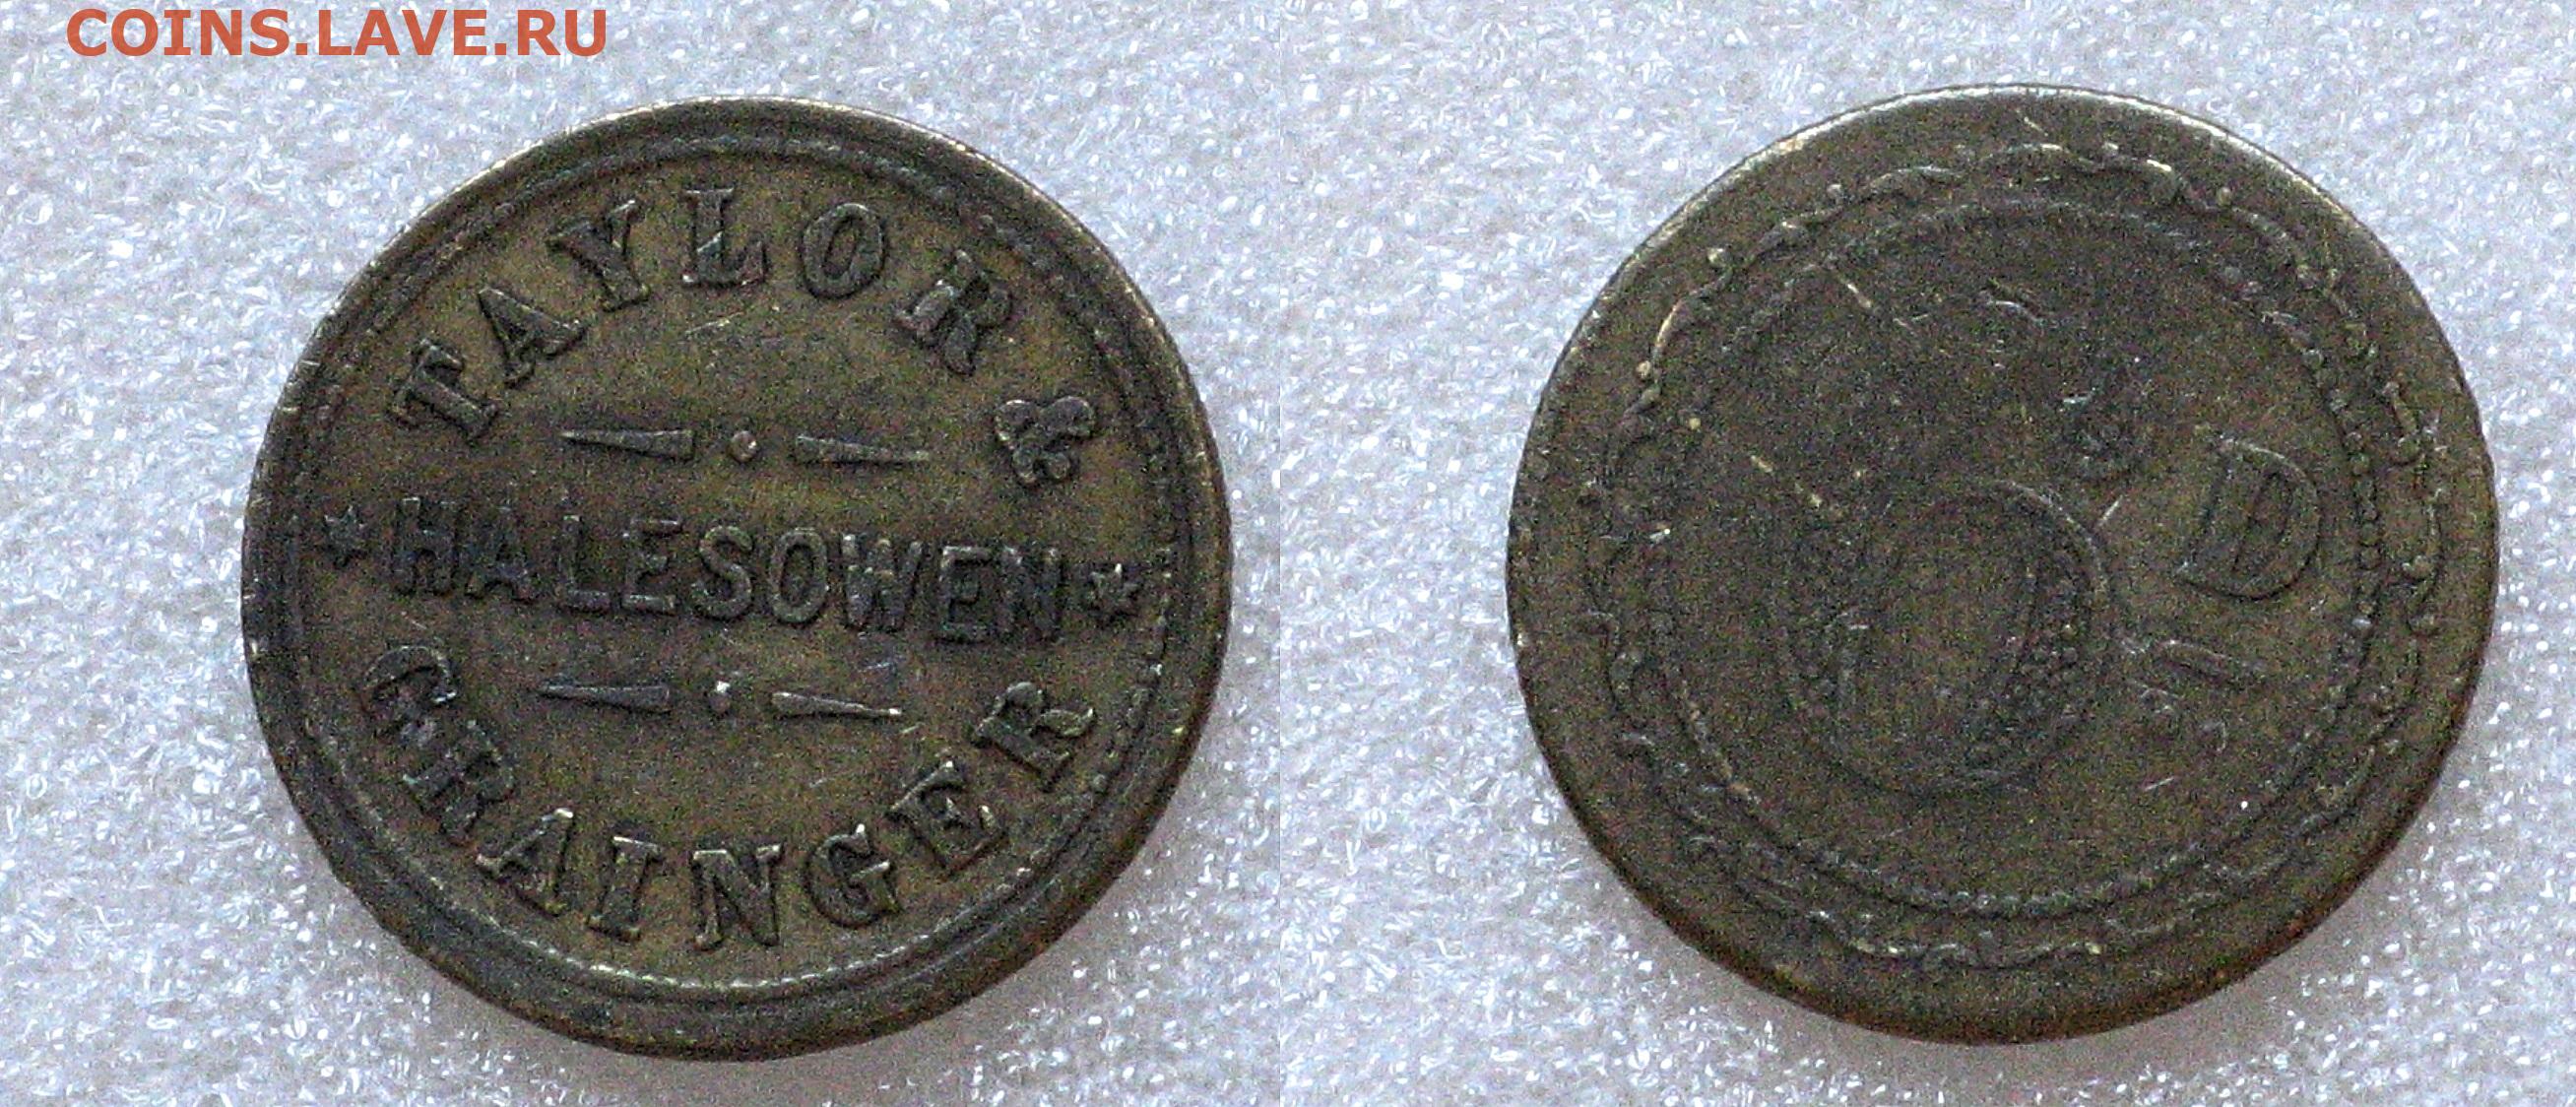 COINS.LAVE.RU
TAYLOR &
HALESOWEN
GRAINGER
D